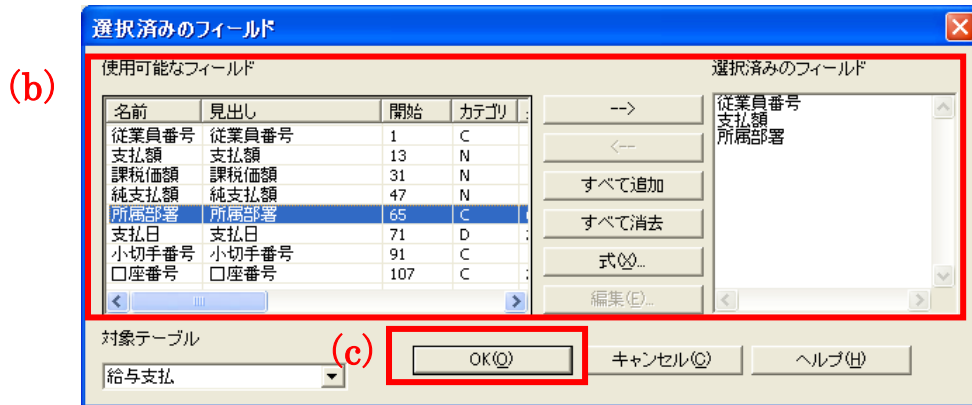 選択済みのフィールド
(b)
使用可能なフィールド
選択済みのフィールド
名前 見出し 開始 カテゴリ
従業員番号 従業員番号 1 C
支払額 支払額 13 N
課税価額 課税価額 31 N
純支払額 純支払額 47 N
所属部署 所属部署 65 C
支払日 支払日 71 D
小切手番号 小切手番号 91 C
口座番号 口座番号 107 C
-->
<--
すべて追加
すべて消去
式(X)...
編集(E)...
従業員番号
支払額
所属部署
対象テーブル
給与支払
(c)
OK(O)
キャンセル(C)
ヘルプ(H)